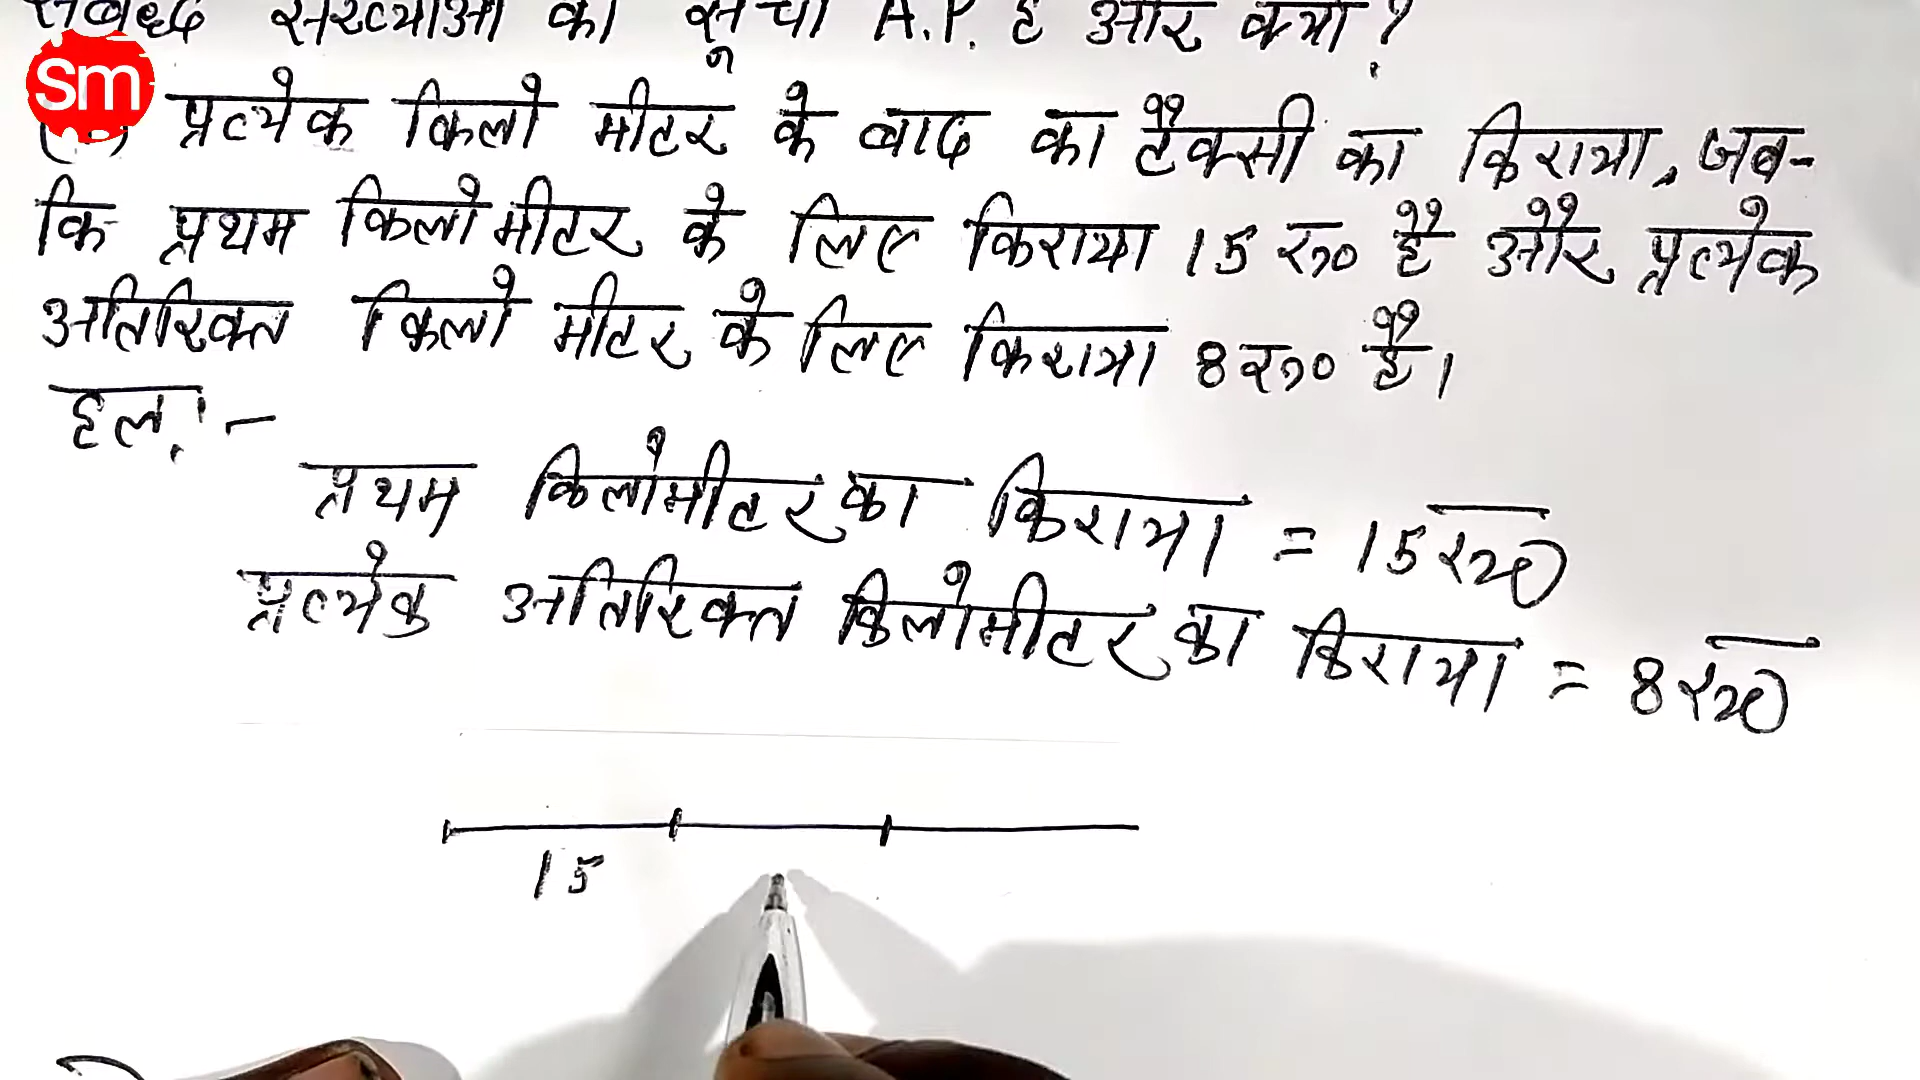 संबद्ध संख्याओं की सूची A.P. है और क्यों?
Sm
प्रत्येक किलो मीटर के बाद का टैक्सी का किराया, जब-
कि प्रथम किलोमीटर के लिए किराया 15 रु० है और प्रत्येक
अतिरिक्त किलो मीटर के लिए किराया 8 रु० है।
हल:-
प्रथम किलोमीटर का किराया = 15 रु०
प्रत्येक अतिरिक्त किलोमीटर का किराया = 8 रु०
15